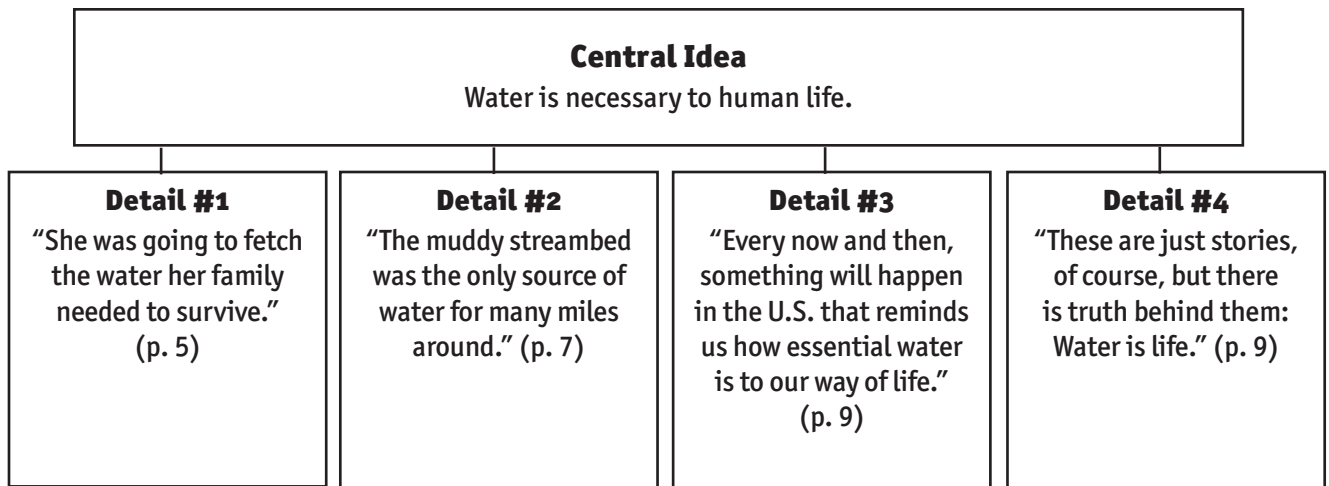 Central Idea
Water is necessary to human life.
Detail #1
“She was going to fetch
the water her family
needed to survive.”
(p. 5)
Detail #2
“The muddy streambed
was the only source of
water for many miles
around.” (p. 7)
Detail #3
“Every now and then,
something will happen
in the U.S. that reminds
us how essential water
is to our way of life.”
(p. 9)
Detail #4
“These are just stories,
of course, but there
is truth behind them:
Water is life.” (p. 9)